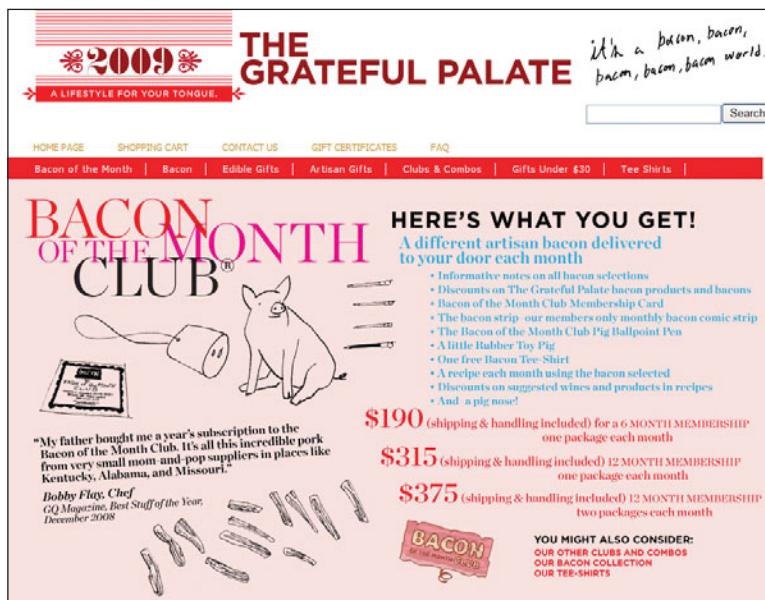 2009
A LIFESTYLE FOR YOUR TONGUE.
THE
GRATEFUL PALATE
it's a bacon, bacon,
bacon, bacon, bacon world.
Search
HOME PAGE SHOPPING CART CONTACT US GIFT CERTIFICATES FAQ
Bacon of the Month | Bacon | Edible Gifts | Artisan Gifts | Clubs & Combos | Gifts Under $30 | Tee Shirts |
BACON
OF THE MONTH
CLUB®
HERE'S WHAT YOU GET!
A different artisan bacon delivered
to your door each month
• Informative notes on all bacon selections
• Discounts on The Grateful Palate bacon products and bacons
• Bacon of the Month Club Membership Card
• The bacon strip-our members only monthly bacon comic strip
• The Bacon of the Month Club Pig Ballpoint Pen
• A little Rubber Toy Pig
• One free Bacon Tee-Shirt
• A recipe each month using the bacon selected
• Discounts on suggested wines and products in recipes
• And a pig nose!
$190 (shipping & handling included) for a 6 MONTH MEMBERSHIP
one package each month
$315 (shipping & handling included) 12 MONTH MEMBERSHIP
one package each month
$375 (shipping & handling included) 12 MONTH MEMBERSHIP
two packages each month
"My father bought me a year's subscription to the
Bacon of the Month Club. It's all this incredible pork
from very small mom-and-pop suppliers in places like
Kentucky, Alabama, and Missouri."
Bobby Flay, Chef
GQ Magazine, Best Stuff of the Year,
December 2008
BACON
OF THE MONTH
CLUB
YOU MIGHT ALSO CONSIDER:
OUR OTHER CLUBS AND COMBOS
OUR BACON COLLECTION
OUR TEE-SHIRTS